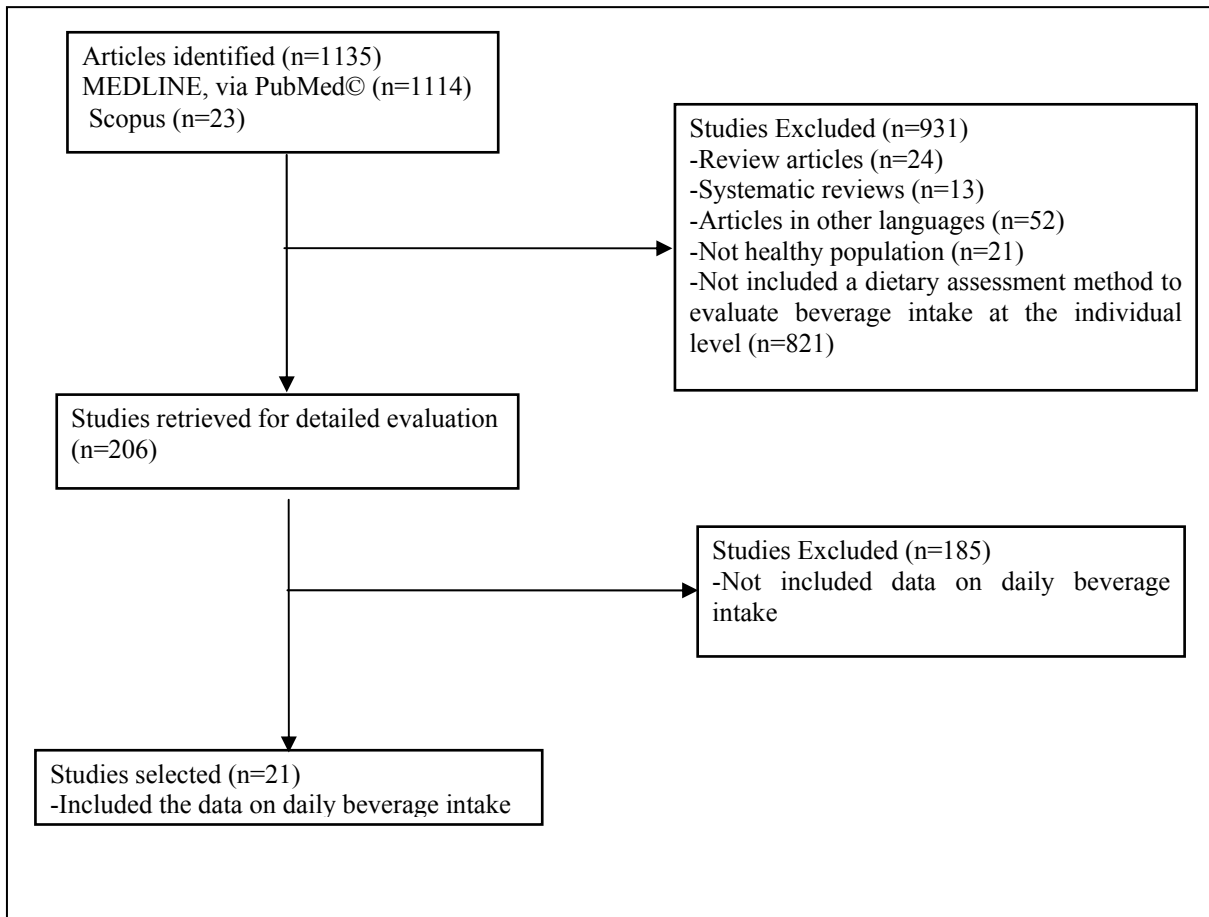 Articles identified (n=1135)
MEDLINE, via PubMed© (n=1114)
Scopus (n=23)
Studies Excluded (n=931)
-Review articles (n=24)
-Systematic reviews (n=13)
-Articles in other languages (n=52)
-Not healthy population (n=21)
-Not included a dietary assessment method to
evaluate beverage intake at the individual
level (n=821)
Studies retrieved for detailed evaluation
(n=206)
Studies Excluded (n=185)
-Not included data on daily beverage
intake
Studies selected (n=21)
-Included the data on daily beverage intake